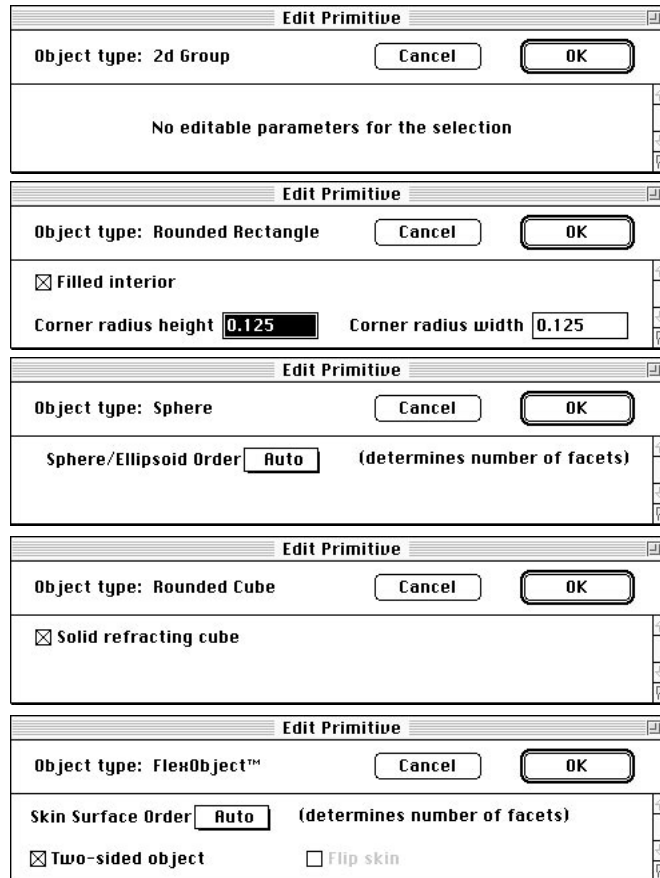 Edit Primitive
Object type: 2d Group Cancel OK
No editable parameters for the selection
Edit Primitive
Object type: Rounded Rectangle Cancel OK
Filled interior
Corner radius height 0.125 Corner radius width 0.125
Edit Primitive
Object type: Sphere Cancel OK
Sphere/Ellipsoid Order Auto (determines number of facets)
Edit Primitive
Object type: Rounded Cube Cancel OK
Solid refracting cube
Edit Primitive
Object type: FlexObject™ Cancel OK
Skin Surface Order Auto (determines number of facets)
Two-sided object Flip skin